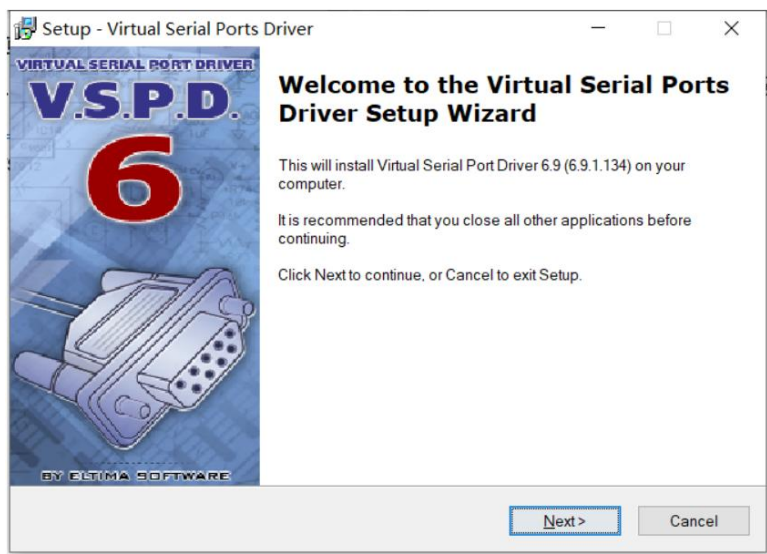 Setup - Virtual Serial Ports Driver
VIRTUAL SERIAL PORT DRIVER
V.S.P.D.
6
BY ELTIMA SOFTWARE
Welcome to the Virtual Serial Ports
Driver Setup Wizard
This will install Virtual Serial Port Driver 6.9 (6.9.1.134) on your
computer.
It is recommended that you close all other applications before
continuing.
Click Next to continue, or Cancel to exit Setup.
Next >
Cancel